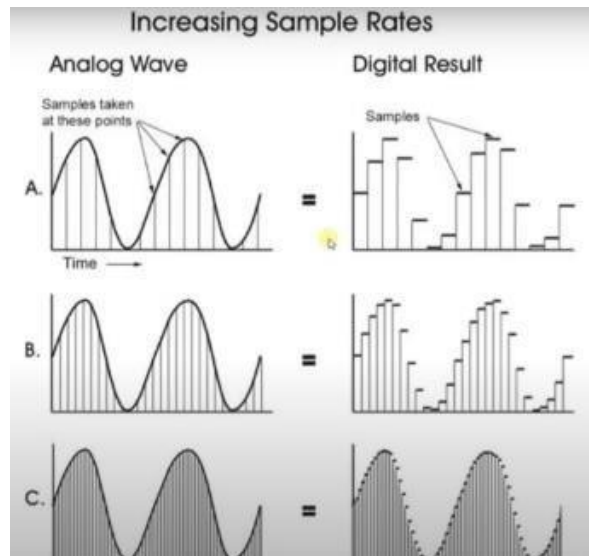 Increasing Sample Rates
Analog Wave
Digital Result
Samples taken
at these points
Samples
A.
=
Time
B.
=
C.
=